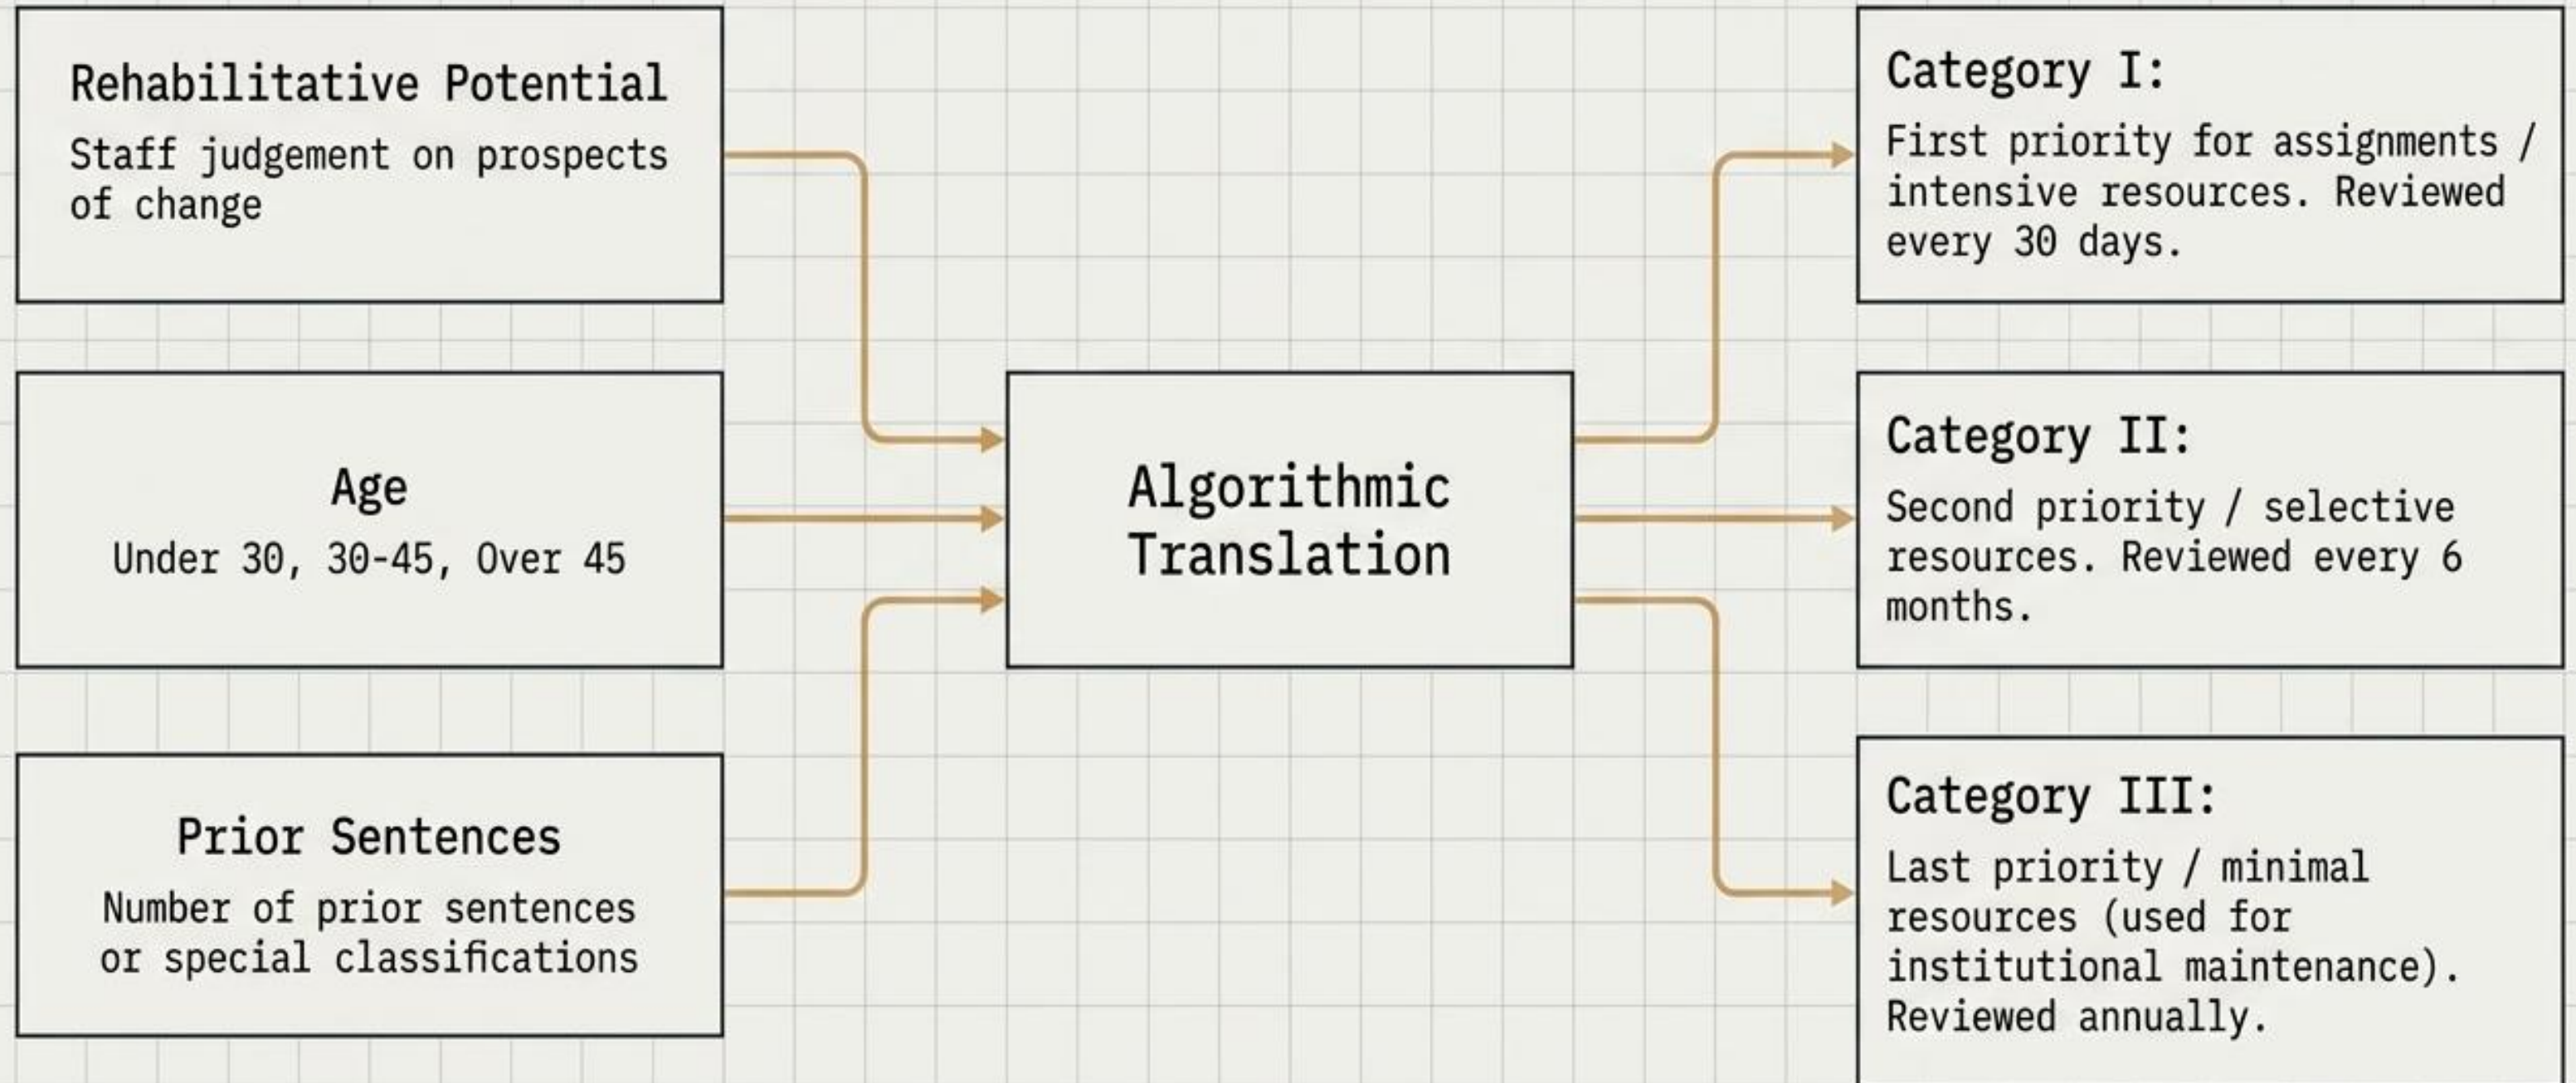 Rehabilitative Potential
Staff judgement on prospects
of change
Age
Under 30, 30-45, Over 45
Prior Sentences
Number of prior sentences
or special classifications
Algorithmic
Translation
Category I:
First priority for assignments /
intensive resources. Reviewed
every 30 days.
Category II:
Second priority / selective
resources. Reviewed every 6
months.
Category III:
Last priority / minimal
resources (used for
institutional maintenance).
Reviewed annually.